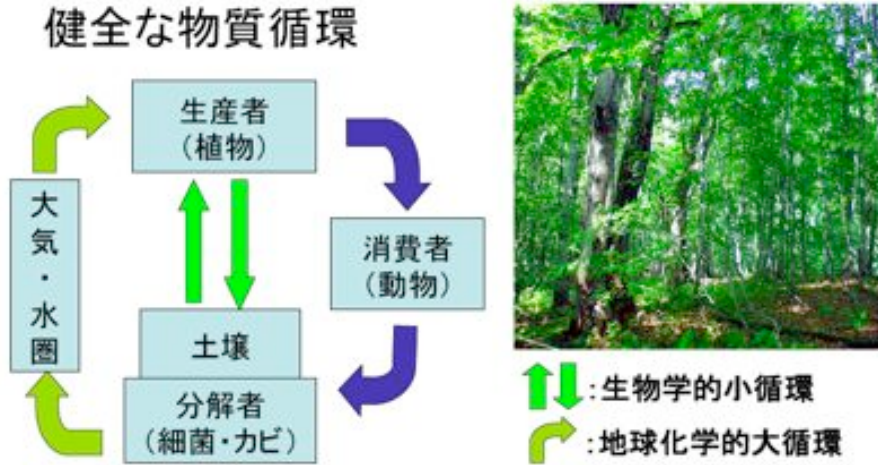 健全な物質循環
生産者
(植物)
大気・水圏
消費者
(動物)
土壌
分解者
(細菌・カビ)
:生物学的小循環
:地球化学的大循環